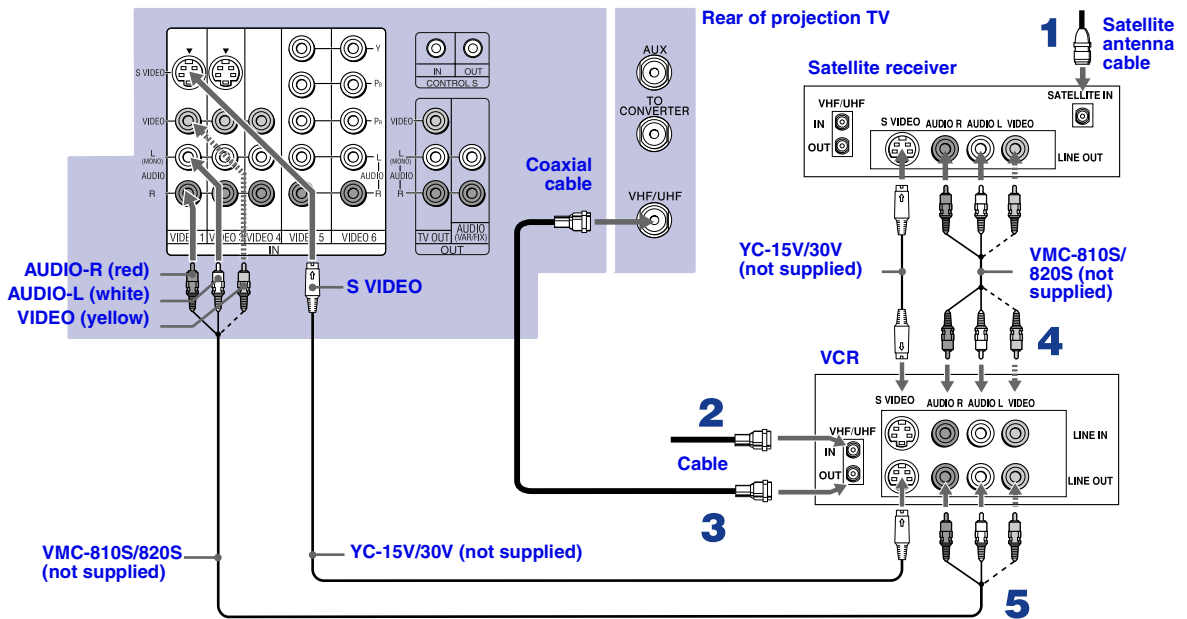 Rear of projection TV
1
Satellite
antenna
cable
Satellite receiver
SATELLITE IN
VHF/UHF
IN
OUT
S VIDEO AUDIO R AUDIO L VIDEO
LINE OUT
S VIDEO
VIDEO
L
(MONO)
AUDIO
R
Y
PB
PR
L
AUDIO
R
VIDEO 1 VIDEO 3 VIDEO 4 VIDEO 5 VIDEO 6
IN
IN OUT
CONTROL S
VIDEO
L
(MONO)
AUDIO
R
TV OUT
AUDIO
(VAR/FIX)
OUT
AUX
TO
CONVERTER
VHF/UHF
Coaxial
cable
AUDIO-R (red)
AUDIO-L (white)
VIDEO (yellow)
S VIDEO
YC-15V/30V
(not supplied)
VMC-810S/
820S (not
supplied)
4
VCR
S VIDEO AUDIO R AUDIO L VIDEO
LINE IN
VHF/UHF
IN
OUT
LINE OUT
2
Cable
3
VMC-810S/820S
(not supplied)
YC-15V/30V (not supplied)
5